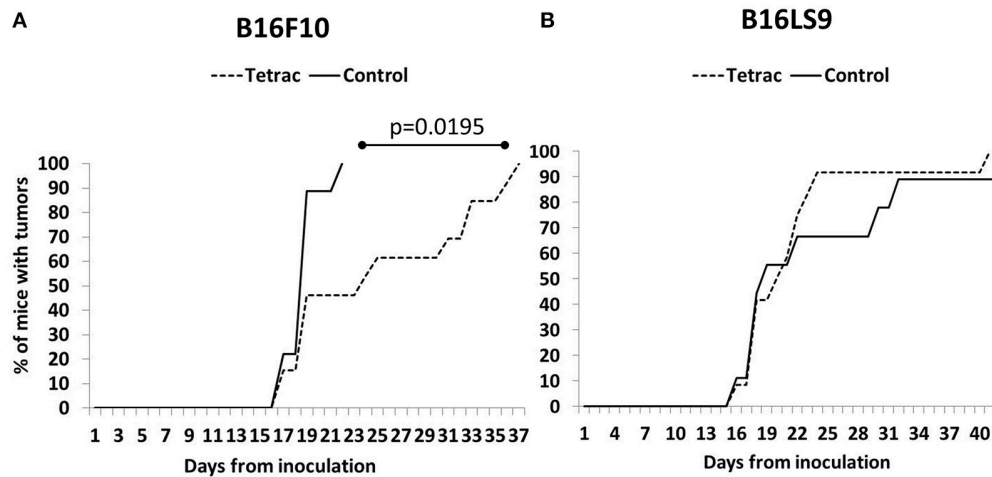 A
B16F10
Tetrac Control
p=0.0195
100
90
80
70
60
50
40
30
20
10
0
% of mice with tumors
1 3 5 7 9 11 13 15 17 19 21 23 25 27 29 31 33 35 37
Days from inoculation
B
B16LS9
Tetrac Control
100
90
80
70
60
50
40
30
20
10
0
1 4 7 10 13 16 19 22 25 28 31 34 37 40
Days from inoculation